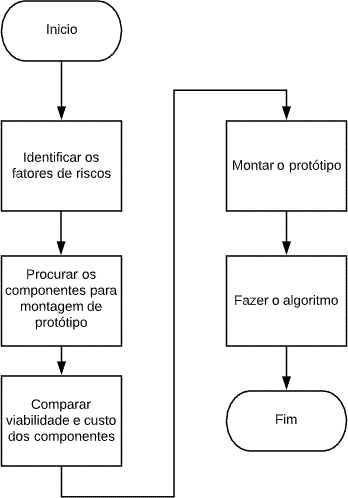 Inicio
Identificar os
fatores de riscos
Procurar os
componentes para
montagem de
protótipo
Comparar
viabilidade e custo
dos componentes
Montar o protótipo
Fazer o algoritmo
Fim